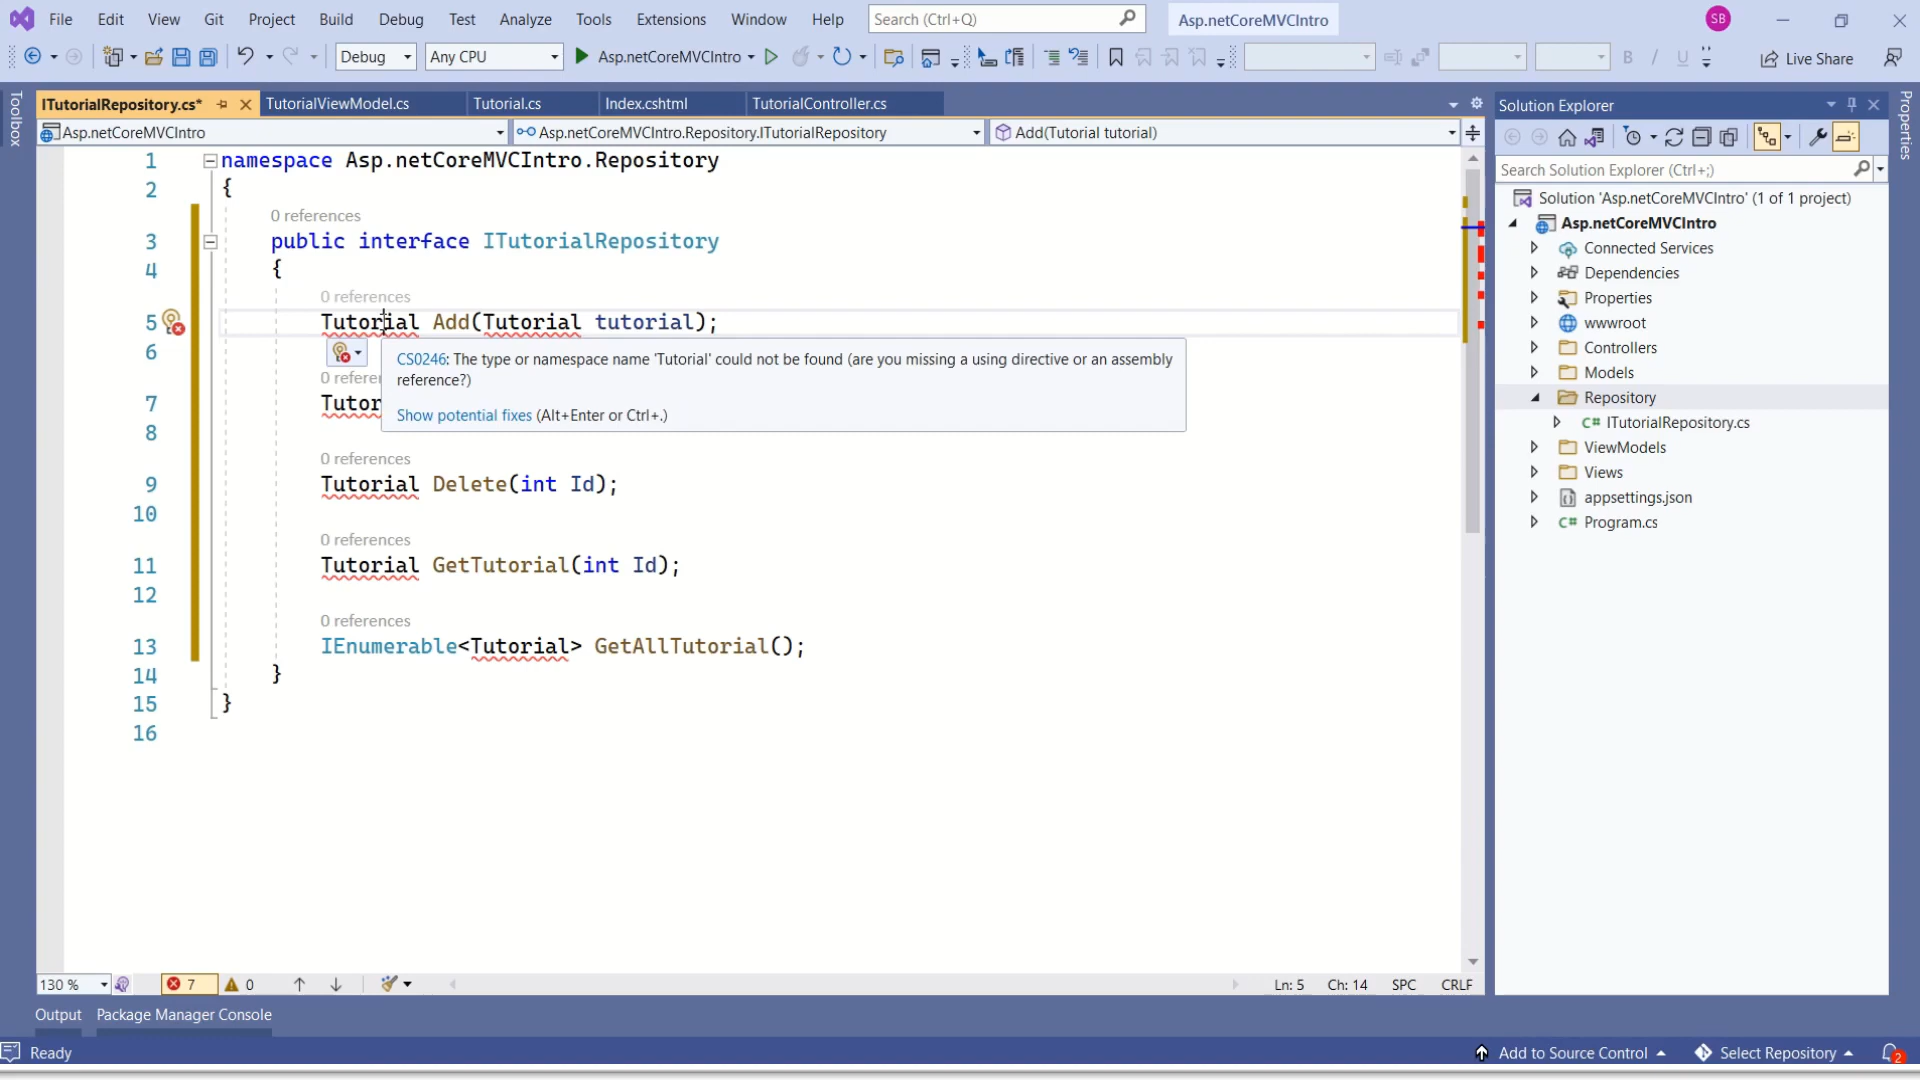 File Edit View Git Project Build Debug Test Analyze Tools Extensions Window Help Search (Ctrl+Q) Asp.netCoreMVCIntro SB
Debug Any CPU Asp.netCoreMVCIntro B I U Live Share
Toolbox
ITutorialRepository.cs* TutorialViewModel.cs Tutorial.cs Index.cshtml TutorialController.cs
Asp.netCoreMVCIntro Asp.netCoreMVCIntro.Repository.ITutorialRepository Add(Tutorial tutorial)
1 namespace Asp.netCoreMVCIntro.Repository
2 {
0 references
3 public interface ITutorialRepository
4 {
0 references
5 Tutorial Add(Tutorial tutorial);
6
CS0246: The type or namespace name 'Tutorial' could not be found (are you missing a using directive or an assembly
reference?)
Show potential fixes (Alt+Enter or Ctrl+.)
0 refere
7 Tutor
8
0 references
9 Tutorial Delete(int Id);
10
0 references
11 Tutorial GetTutorial(int Id);
12
0 references
13 IEnumerable<Tutorial> GetAllTutorial();
14 }
15 }
16
130 % 7 0 Ln: 5 Ch: 14 SPC CRLF
Solution Explorer
Search Solution Explorer (Ctrl+;)
Solution 'Asp.netCoreMVCIntro' (1 of 1 project)
Asp.netCoreMVCIntro
Connected Services
Dependencies
Properties
wwwroot
Controllers
Models
Repository
C# ITutorialRepository.cs
ViewModels
Views
appsettings.json
C# Program.cs
Properties
Output Package Manager Console
Ready Add to Source Control Select Repository 2